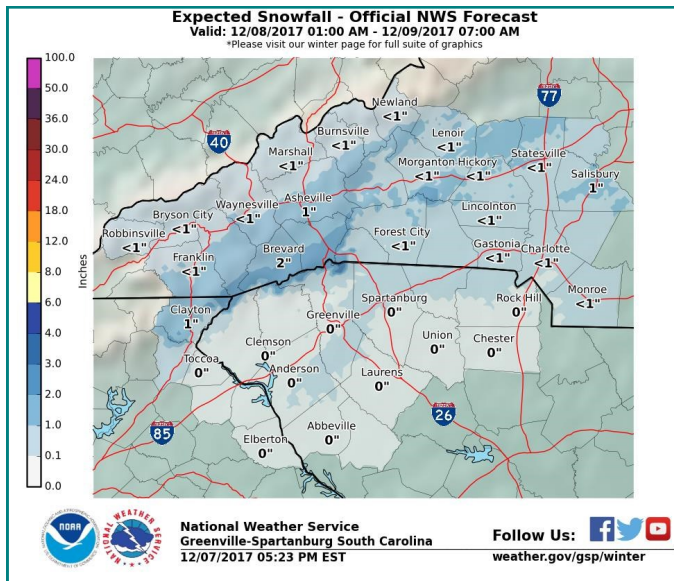 Expected Snowfall - Official NWS Forecast
Valid: 12/08/2017 01:00 AM - 12/09/2017 07:00 AM
*Please visit our winter page for full suite of graphics
100.0
50.0
36.0
30.0
24.0
18.0
12.0
8.0
6.0
4.0
3.0
2.0
1.0
0.1
0.0
Inches
77
40
Newland
<1"
Burnsville
<1"
Lenoir
<1"
Marshall
<1"
Morganton
<1"
Hickory
<1"
Statesville
<1"
Salisbury
1"
Asheville
1"
Waynesville
<1"
Bryson City
<1"
Robbinsville
<1"
Lincolnton
<1"
Forest City
<1"
Gastonia
<1"
Charlotte
<1"
Brevard
2"
Franklin
<1"
Monroe
<1"
Rock Hill
0"
Spartanburg
0"
Greenville
0"
Clayton
1"
Clemson
0"
Toccoa
0"
Anderson
0"
Union
0"
Chester
0"
Laurens
0"
Abbeville
0"
Elberton
0"
26
85
NOAA
NATIONAL WEATHER SERVICE
National Weather Service
Greenville-Spartanburg South Carolina
12/07/2017 05:23 PM EST
Follow Us:
weather.gov/gsp/winter